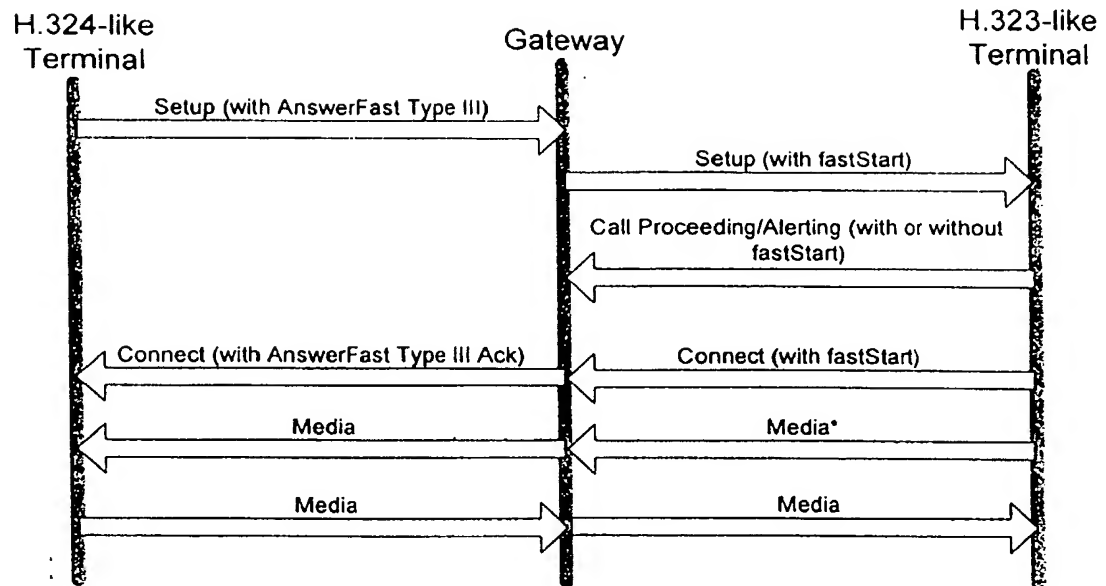 H.324-like
Terminal
Gateway
H.323-like
Terminal
Setup (with AnswerFast Type III)
Setup (with fastStart)
Call Proceeding/Alerting (with or without
fastStart)
Connect (with AnswerFast Type III Ack)
Connect (with fastStart)
Media
Media*
Media
Media